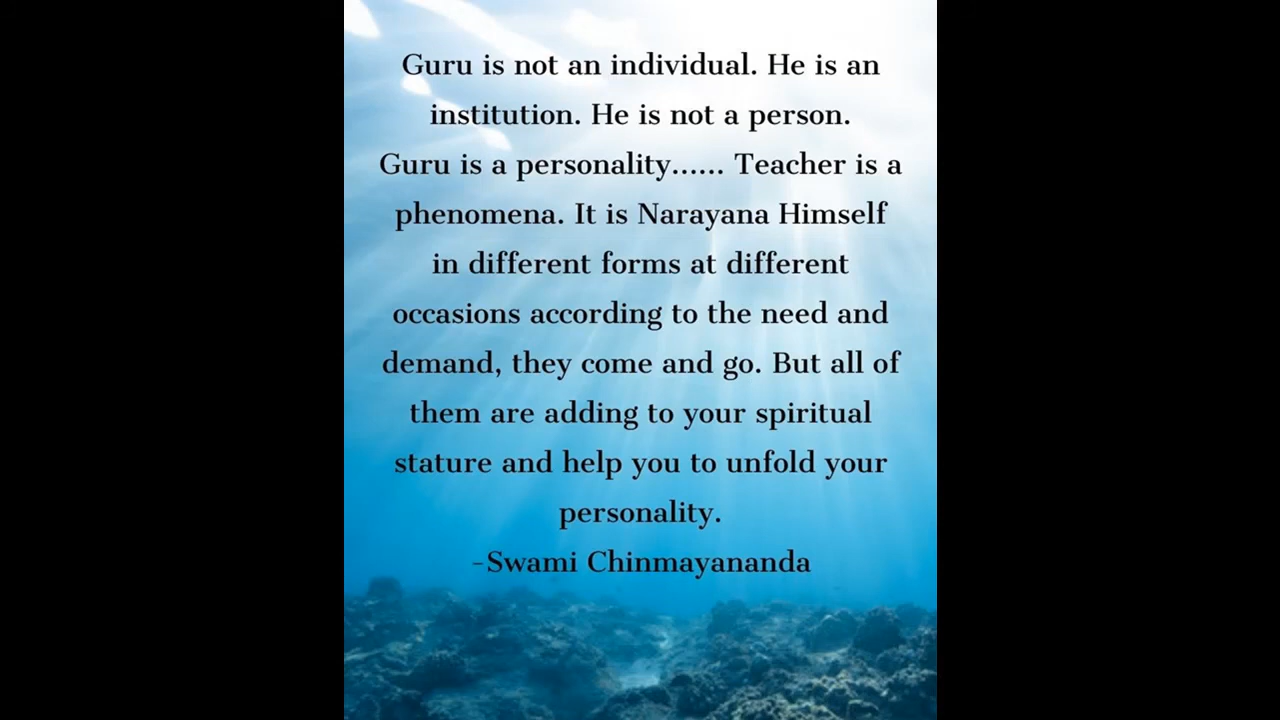 Guru is not an individual. He is an
institution. He is not a person.
Guru is a personality...... Teacher is a
phenomena. It is Narayana Himself
in different forms at different
occasions according to the need and
demand, they come and go. But all of
them are adding to your spiritual
stature and help you to unfold your
personality.
-Swami Chinmayananda